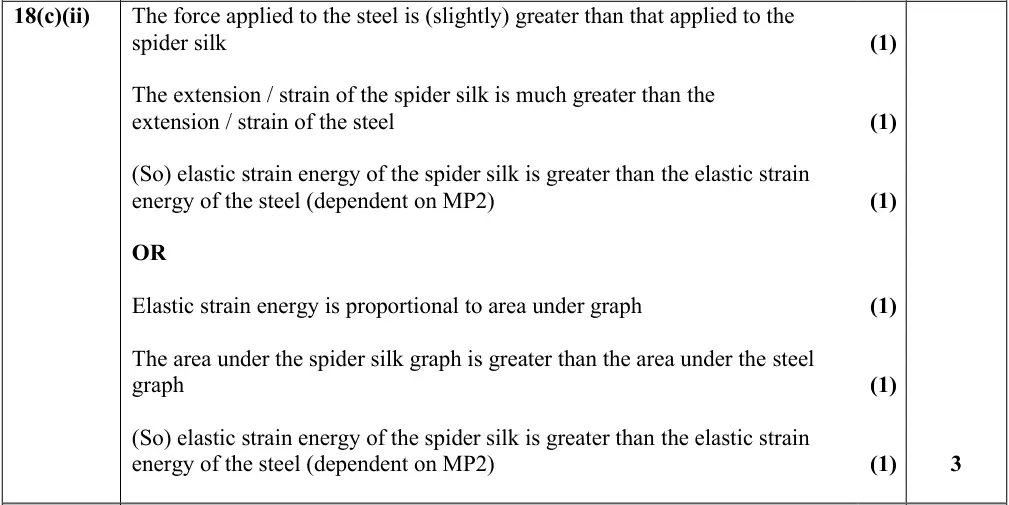 18(c)(ii) The force applied to the steel is (slightly) greater than that applied to the
spider silk (1)
The extension / strain of the spider silk is much greater than the
extension / strain of the steel (1)
(So) elastic strain energy of the spider silk is greater than the elastic strain
energy of the steel (dependent on MP2) (1)
OR
Elastic strain energy is proportional to area under graph (1)
The area under the spider silk graph is greater than the area under the steel
graph (1)
(So) elastic strain energy of the spider silk is greater than the elastic strain
energy of the steel (dependent on MP2) (1) 3